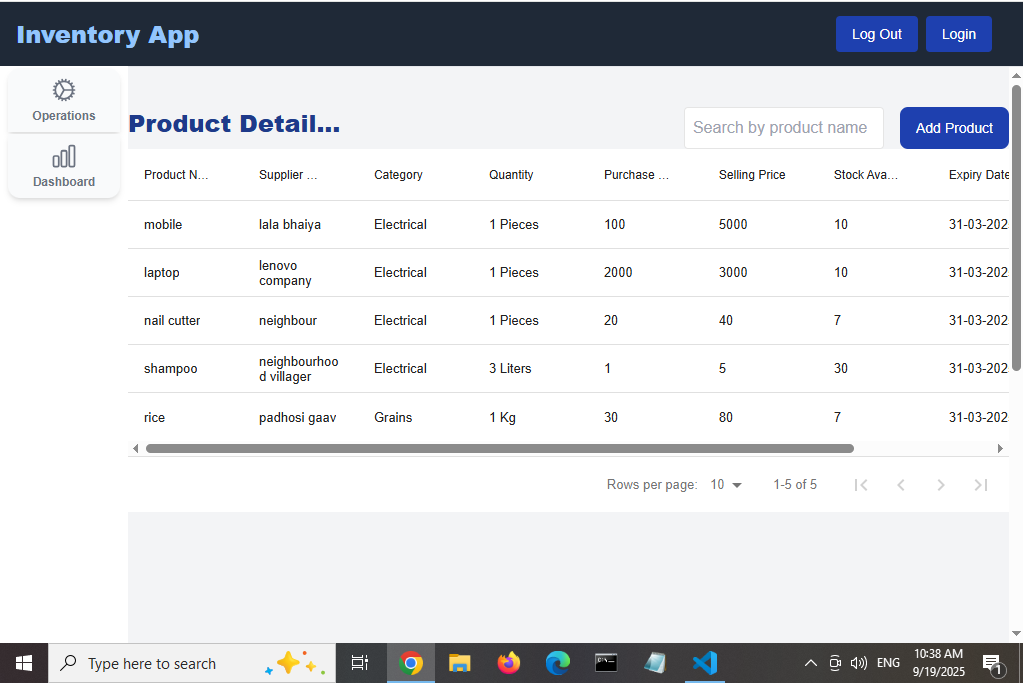 Inventory App
Log Out
Login
Operations
Dashboard
Product Detail...
Search by product name
Add Product
Product N... Supplier ... Category Quantity Purchase ... Selling Price Stock Ava... Expiry Date
mobile lala bhaiya Electrical 1 Pieces 100 5000 10 31-03-202
laptop lenovo company Electrical 1 Pieces 2000 3000 10 31-03-202
nail cutter neighbour Electrical 1 Pieces 20 40 7 31-03-202
shampoo neighbourhoo d villager Electrical 3 Liters 1 5 30 31-03-202
rice padhosi gaav Grains 1 Kg 30 80 7 31-03-202
Rows per page: 10 1-5 of 5
Type here to search
ENG
10:38 AM
9/19/2025
1